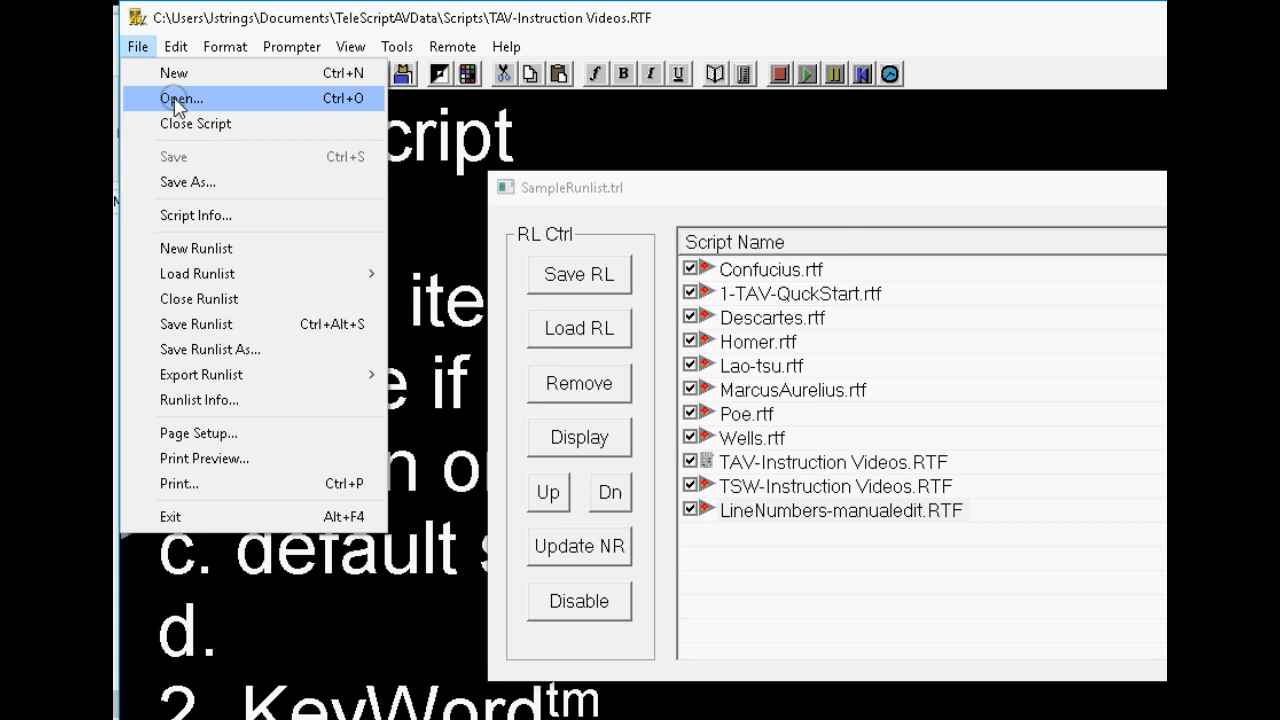 C:\Users\Jstrings\Documents\TeleScriptAVData\Scripts\TAV-Instruction Videos.RTF
File Edit Format Prompter View Tools Remote Help
New Ctrl+N
Open... Ctrl+O
Close Script
Save Ctrl+S
Save As...
Script Info...
New Runlist
Load Runlist
Close Runlist
Save Runlist Ctrl+Alt+S
Save Runlist As...
Export Runlist
Runlist Info...
Page Setup...
Print Preview...
Print... Ctrl+P
Exit Alt+F4
cript
ite
e if
n o
c. default s
d.
2. KeyWordtm
SampleRunlist.trl
RL Ctrl
Save RL
Load RL
Remove
Display
Up Dn
Update NR
Disable
Script Name
Confucius.rtf
1-TAV-QuckStart.rtf
Descartes.rtf
Homer.rtf
Lao-tsu.rtf
MarcusAurelius.rtf
Poe.rtf
Wells.rtf
TAV-Instruction Videos.RTF
TSW-Instruction Videos.RTF
LineNumbers-manualedit.RTF